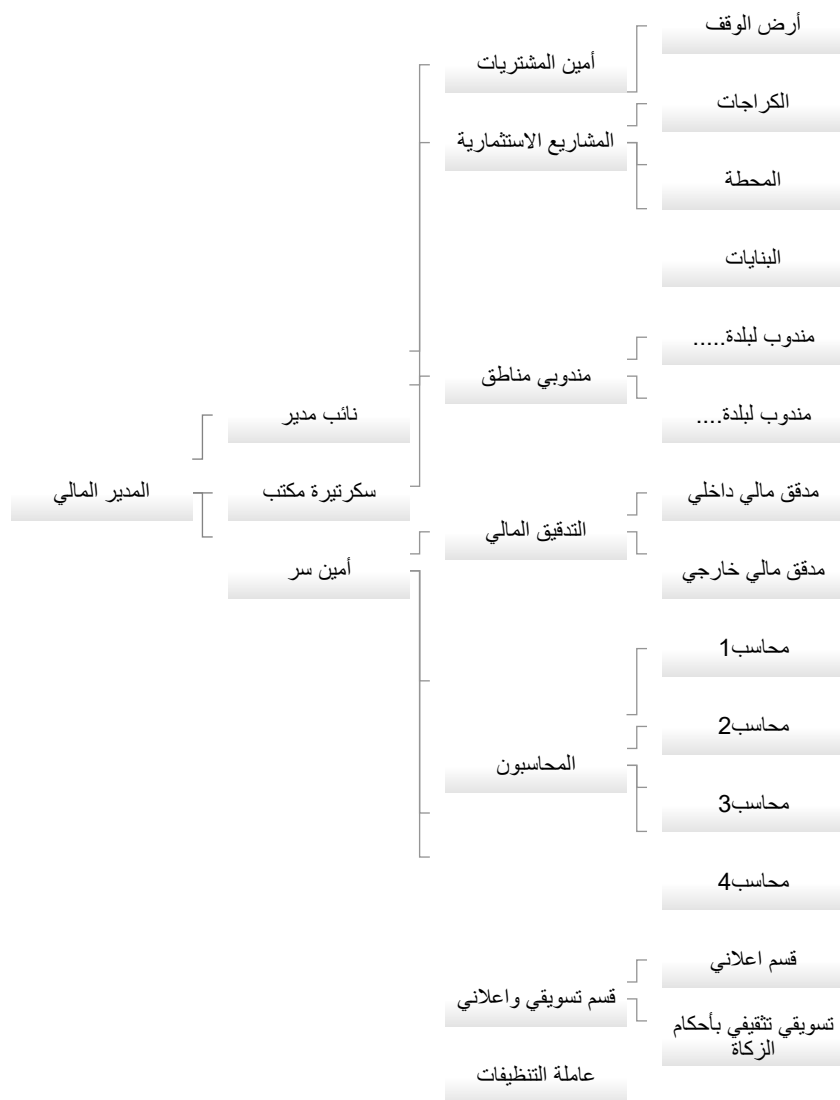 المدير المالي
نائب مدير
سكرتيرة مكتب
أمين سر
أمين المشتريات
المشاريع الاستثمارية
أرض الوقف
الكراجات
المحطة
البنايات
مندوبي مناطق
مندوب لبلدة.....
مندوب لبلدة....
التدقيق المالي
مدقق مالي داخلي
مدقق مالي خارجي
المحاسبون
محاسب1
محاسب2
محاسب3
محاسب4
قسم تسويقي واعلاني
قسم اعلاني
تسويقي تثقيفي بأحكام
الزكاة
عاملة التنظيفات